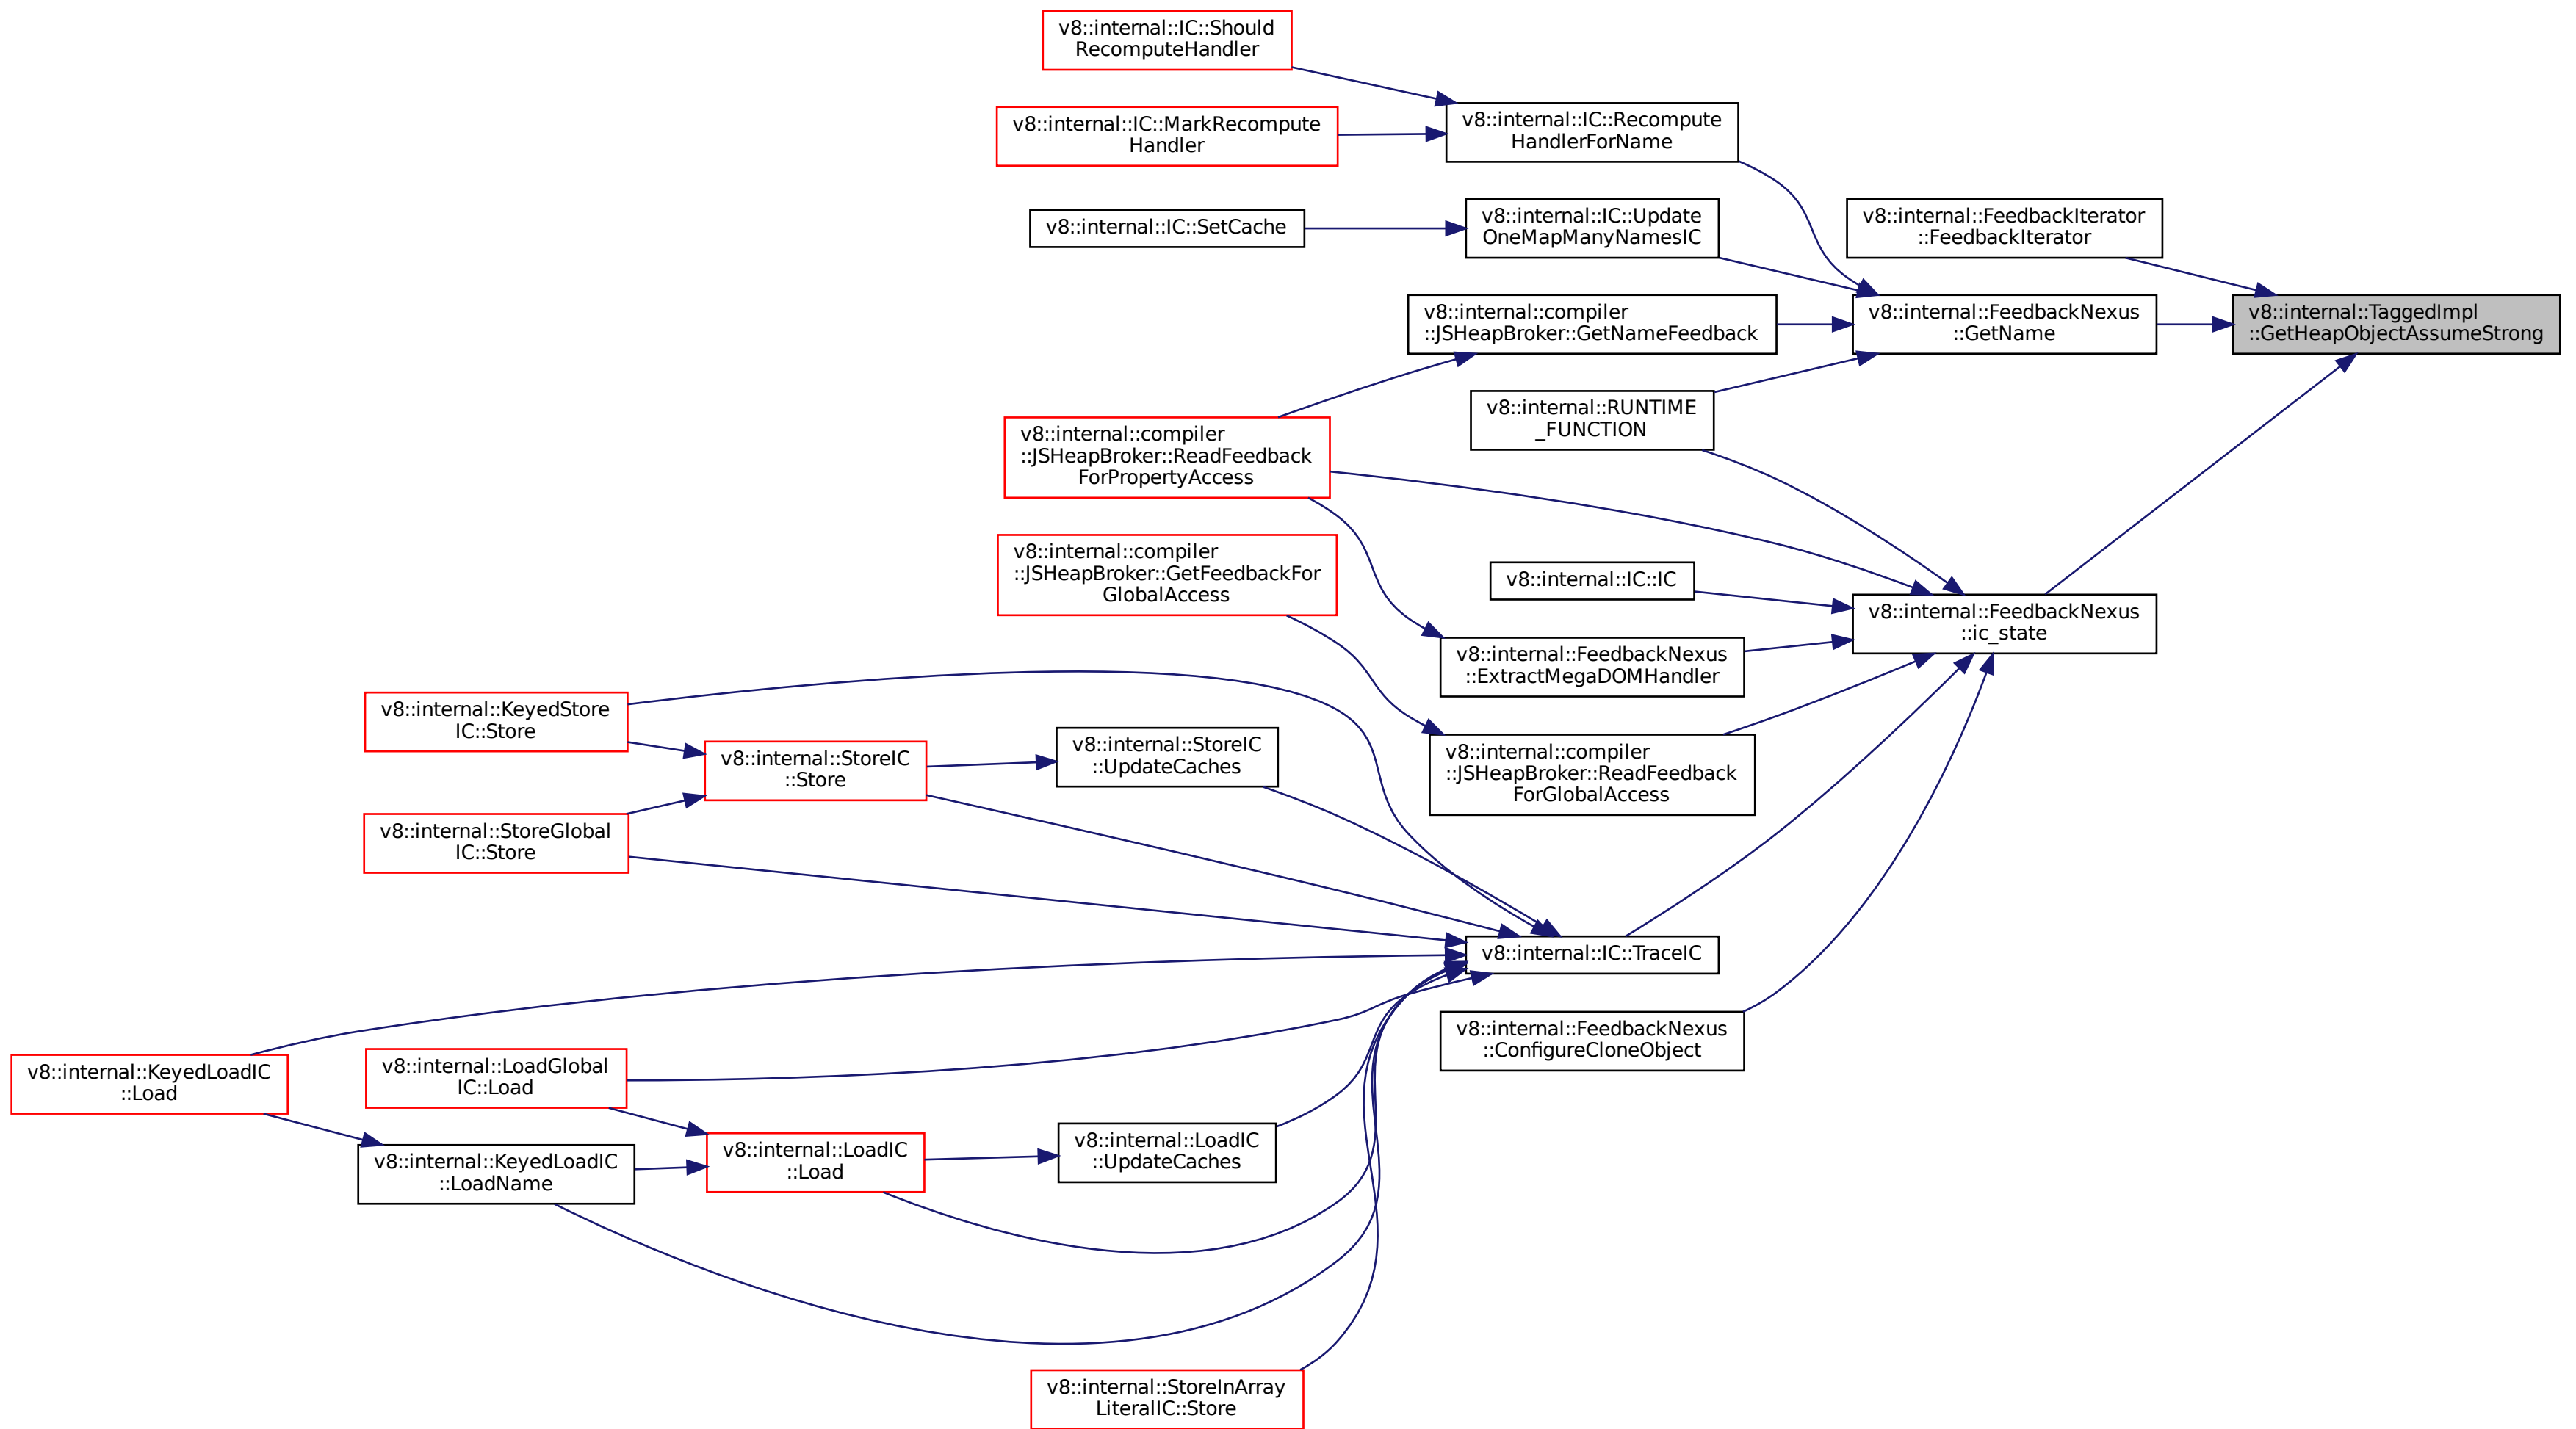 v8::internal::IC::Should
RecomputeHandler
v8::internal::IC::MarkRecompute
Handler
v8::internal::IC::Recompute
HandlerForName
v8::internal::IC::SetCache
v8::internal::IC::Update
OneMapManyNamesIC
v8::internal::FeedbackIterator
::FeedbackIterator
v8::internal::compiler
::JSHeapBroker::GetNameFeedback
v8::internal::FeedbackNexus
::GetName
v8::internal::TaggedImpl
::GetHeapObjectAssumeStrong
v8::internal::RUNTIME
_FUNCTION
v8::internal::compiler
::JSHeapBroker::ReadFeedback
ForPropertyAccess
v8::internal::compiler
::JSHeapBroker::GetFeedbackFor
GlobalAccess
v8::internal::IC::IC
v8::internal::FeedbackNexus
::ic_state
v8::internal::FeedbackNexus
::ExtractMegaDOMHandler
v8::internal::KeyedStore
IC::Store
v8::internal::StoreIC
::Store
v8::internal::StoreIC
::UpdateCaches
v8::internal::compiler
::JSHeapBroker::ReadFeedback
ForGlobalAccess
v8::internal::StoreGlobal
IC::Store
v8::internal::IC::TraceIC
v8::internal::FeedbackNexus
::ConfigureCloneObject
v8::internal::KeyedLoadIC
::Load
v8::internal::LoadGlobal
IC::Load
v8::internal::KeyedLoadIC
::LoadName
v8::internal::LoadIC
::Load
v8::internal::LoadIC
::UpdateCaches
v8::internal::StoreInArray
LiteralIC::Store